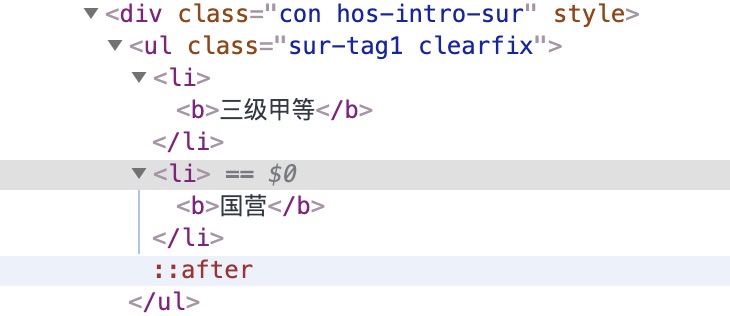 ▼<div class="con hos-intro-sur" style>
▼<ul class="sur-tag1 clearfix">
▼<li>
<b>三级甲等</b>
</li>
▼<li> == $0
<b>国营</b>
</li>
::after
</ul>